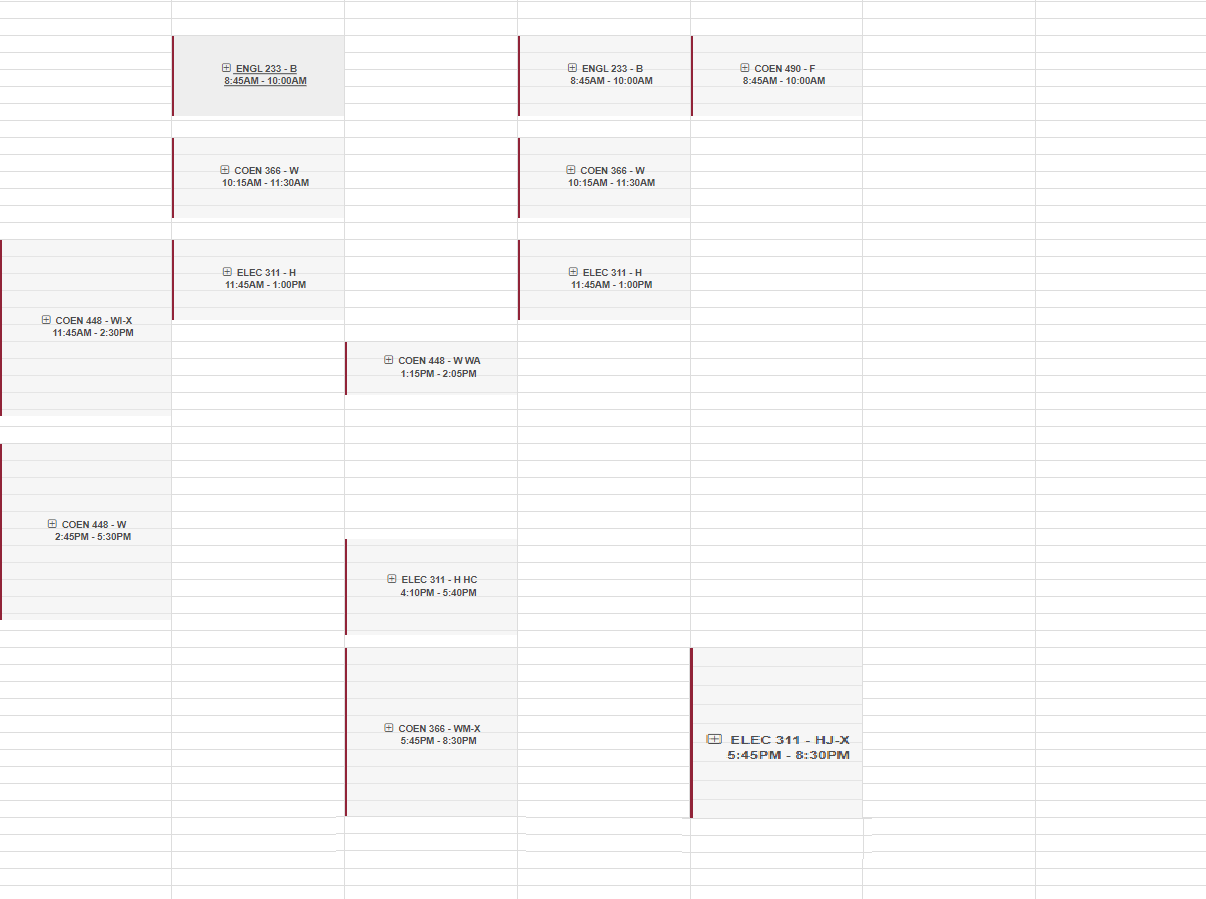 ENGL 233 - B
8:45AM - 10:00AM
ENGL 233 - B
8:45AM - 10:00AM
COEN 490 - F
8:45AM - 10:00AM
COEN 366 - W
10:15AM - 11:30AM
COEN 366 - W
10:15AM - 11:30AM
ELEC 311 - H
11:45AM - 1:00PM
ELEC 311 - H
11:45AM - 1:00PM
COEN 448 - WI-X
11:45AM - 2:30PM
COEN 448 - W WA
1:15PM - 2:05PM
COEN 448 - W
2:45PM - 5:30PM
ELEC 311 - H HC
4:10PM - 5:40PM
COEN 366 - WM-X
5:45PM - 8:30PM
ELEC 311 - HJ-X
5:45PM - 8:30PM